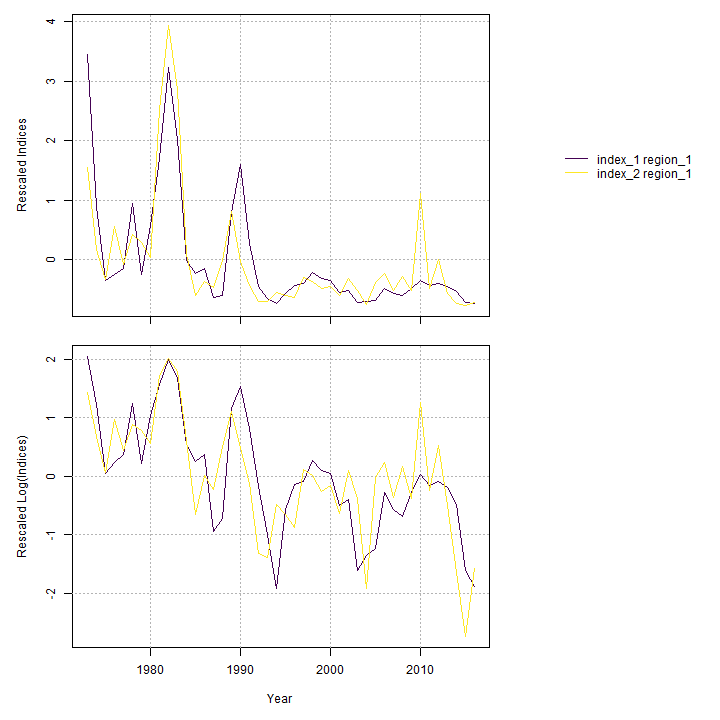 4
3
2
1
0
Rescaled Indices
index_1 region_1
index_2 region_1
2
1
0
-1
-2
Rescaled Log(Indices)
1980 1990 2000 2010
Year